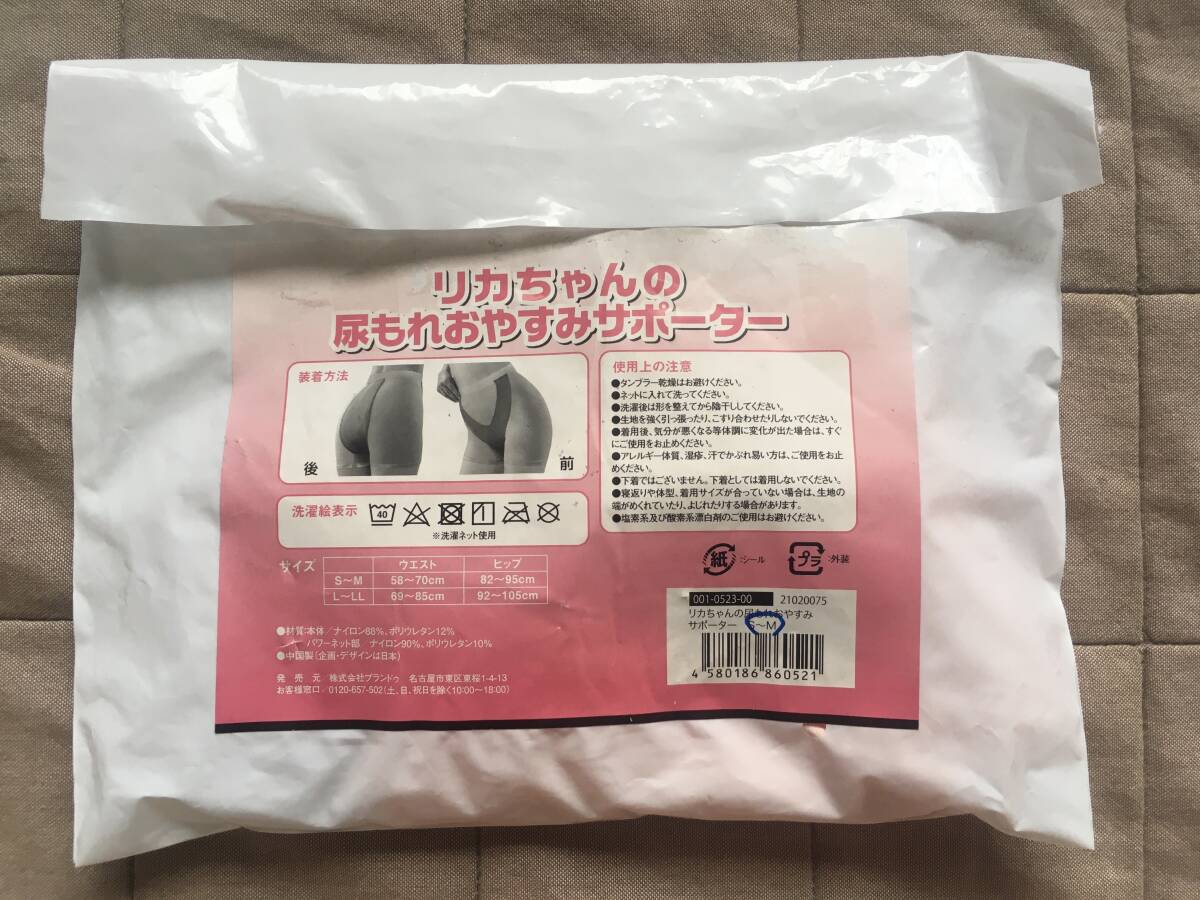 リカちゃんの
尿もれおやすみサポーター
装着方法
後
前
洗濯絵表示
40
※洗濯ネット使用
使用上の注意
●タンブラー乾燥はお避けください。
●ネットに入れて洗ってください。
●洗濯後は形を整えてから陰干ししてください。
●生地を強く引っ張ったり、こすり合わせたりしないでください。
●着用後、気分が悪くなる等体調に変化が出た場合は、すぐ
にご使用をお止めください。
●アレルギー体質、湿疹、汗でかぶれ易い方は、ご使用をお止
めください。
●下着ではございません。下着としては着用しないでください。
●寝返りや体型、着用サイズが合っていない場合は、生地の
端がめくれていたり、よじれたりする場合があります。
●塩素系及び酸素系漂白剤のご使用はお避けください。
サイズ ウエスト ヒップ
S〜M 58〜70cm 82〜95cm
L〜LL 69〜85cm 92〜105cm
●材質:本体/ナイロン88%、ポリウレタン12%
パワーネット部 ナイロン90%、ポリウレタン10%
●中国製(企画・デザインは日本)
発売元 株式会社プランドゥ 名古屋市東区東桜1-4-13
お客様窓口/0120-657-502(土、日、祝日を除く10:00〜18:00)
紙 :シール
プラ :外装
001-0523-00 21020075
リカちゃんの尿もれおやすみ
サポーター S〜M
4 580186 860521